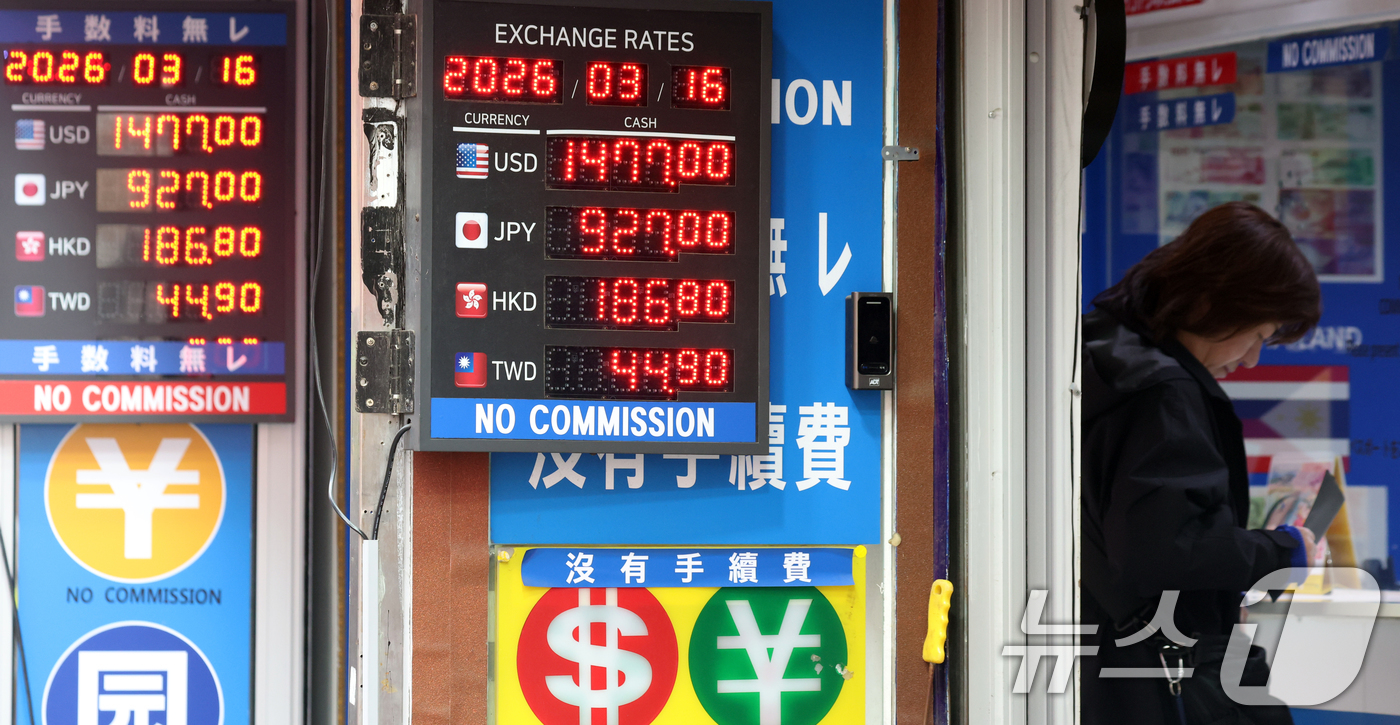 手数料無レ
2026 / 03 / 16
CURRENCY CASH
USD 1477.00
JPY 927.00
HKD 186.80
TWD 44.90
手数料無レ
NO COMMISSION
¥
NO COMMISSION
EXCHANGE RATES
2026 / 03 / 16
CURRENCY CASH
USD 1477.00
JPY 927.00
HKD 186.80
TWD 44.90
NO COMMISSION
ION
無レ
沒有手續費
沒有手續費
$ ¥
ADT
手数料無レ
手数料無レ
NO COMMISSION
뉴스1